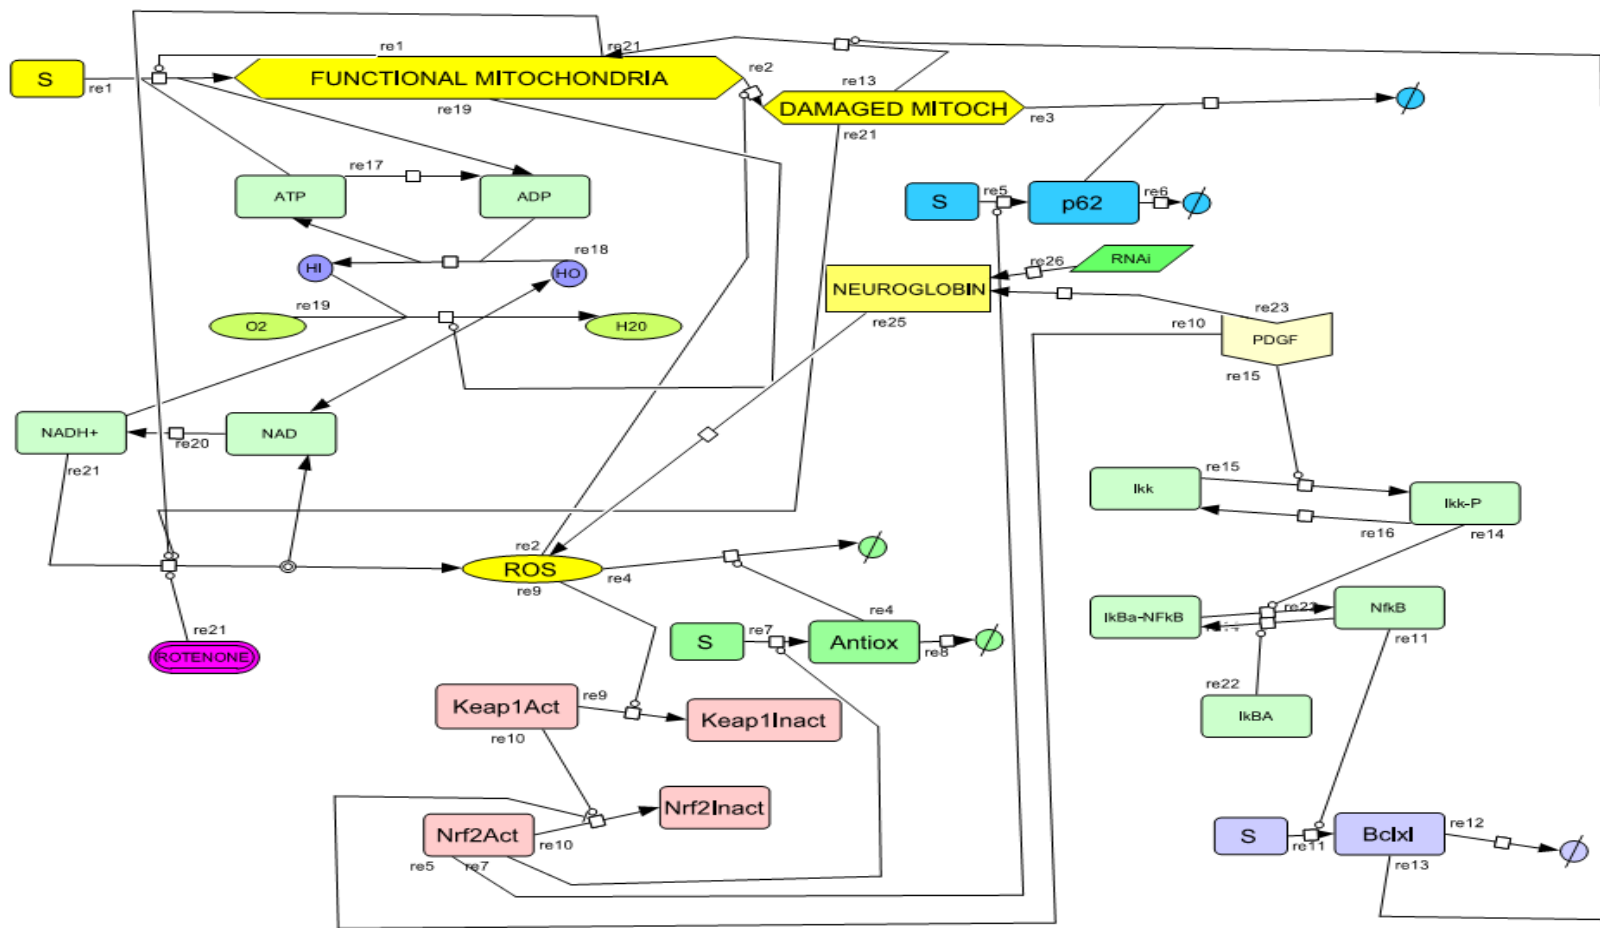 re1
re21
S
re1
FUNCTIONAL MITOCHONDRIA
re2
re19
re13
DAMAGED MITOCH
re3
re21
re17
ATP
ADP
S
re5
p62
re6
HI
re18
HO
re26
RNAi
NEUROGLOBIN
re25
re19
O2
H20
re10
re23
PDGF
re15
NADH+
re20
NAD
re21
Ikk
re15
Ikk-P
re16
re14
re2
ROS
re4
re9
re21
ROTENONE
re4
S
re7
Antiox
re8
IkBa-NFkB
re22
NfkB
re11
re22
IkBA
Keap1Act
re9
Keap1Inact
re10
Nrf2Act
re10
Nrf2Inact
re5
re7
S
re11
Bclxl
re12
re13